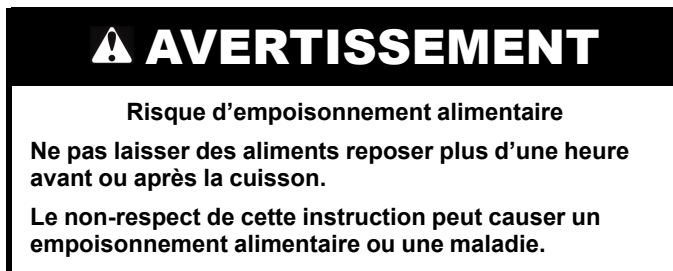 AVERTISSEMENT
Risque d’empoisonnement alimentaire
Ne pas laisser des aliments reposer plus d’une heure
avant ou après la cuisson.
Le non-respect de cette instruction peut causer un
empoisonnement alimentaire ou une maladie.